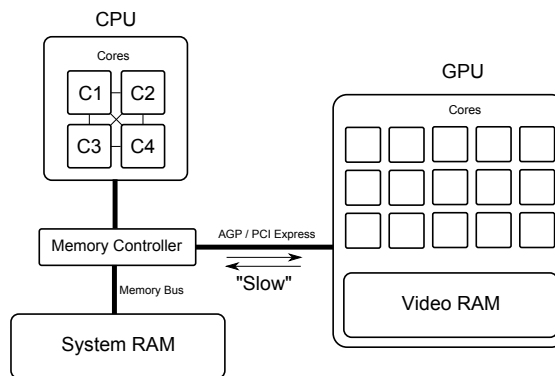 CPU
Cores
C1
C2
C3
C4
Memory Controller
Memory Bus
System RAM
AGP / PCI Express
"Slow"
GPU
Cores
Video RAM